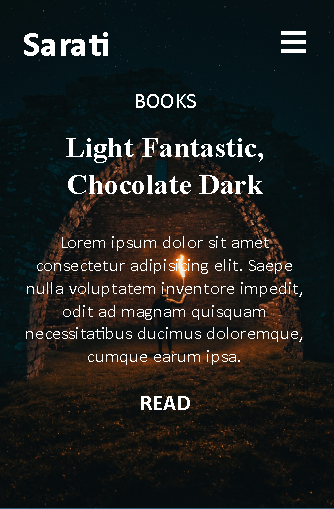 Sarati
BOOKS
Light Fantastic,
Chocolate Dark
Lorem ipsum dolor sit amet
consectetur adipisicing elit. Saepe
nulla voluptatem inventore impedit,
odit ad magnam quisquam
necessitatibus ducimus doloremque,
cumque earum ipsa.
READ